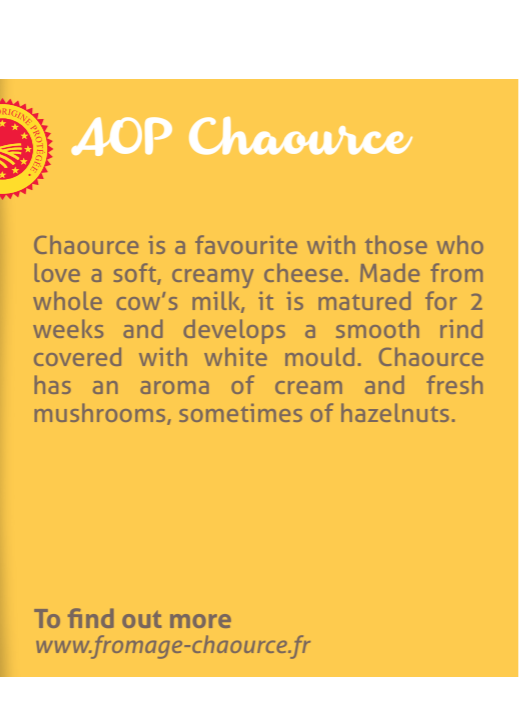 ORIGINE PROTÉGÉE
AOP Chaource
Chaource is a favourite with those who
love a soft, creamy cheese. Made from
whole cow's milk, it is matured for 2
weeks and develops a smooth rind
covered with white mould. Chaource
has an aroma of cream and fresh
mushrooms, sometimes of hazelnuts.
To find out more
www.fromage-chaource.fr